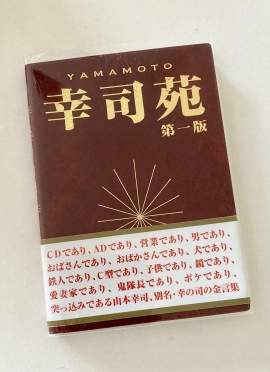 YAMAMOTO
幸司苑
第一版
CDであり、ADであり、営業であり、男であり、
おばさんであり、おばかさんであり、犬であり、
鉄人であり、C型であり、子供であり、鏡であり、
愛妻家であり、鬼隊長であり、ボケであり、
突っ込みである山本幸司、別名・幸の司の金言集